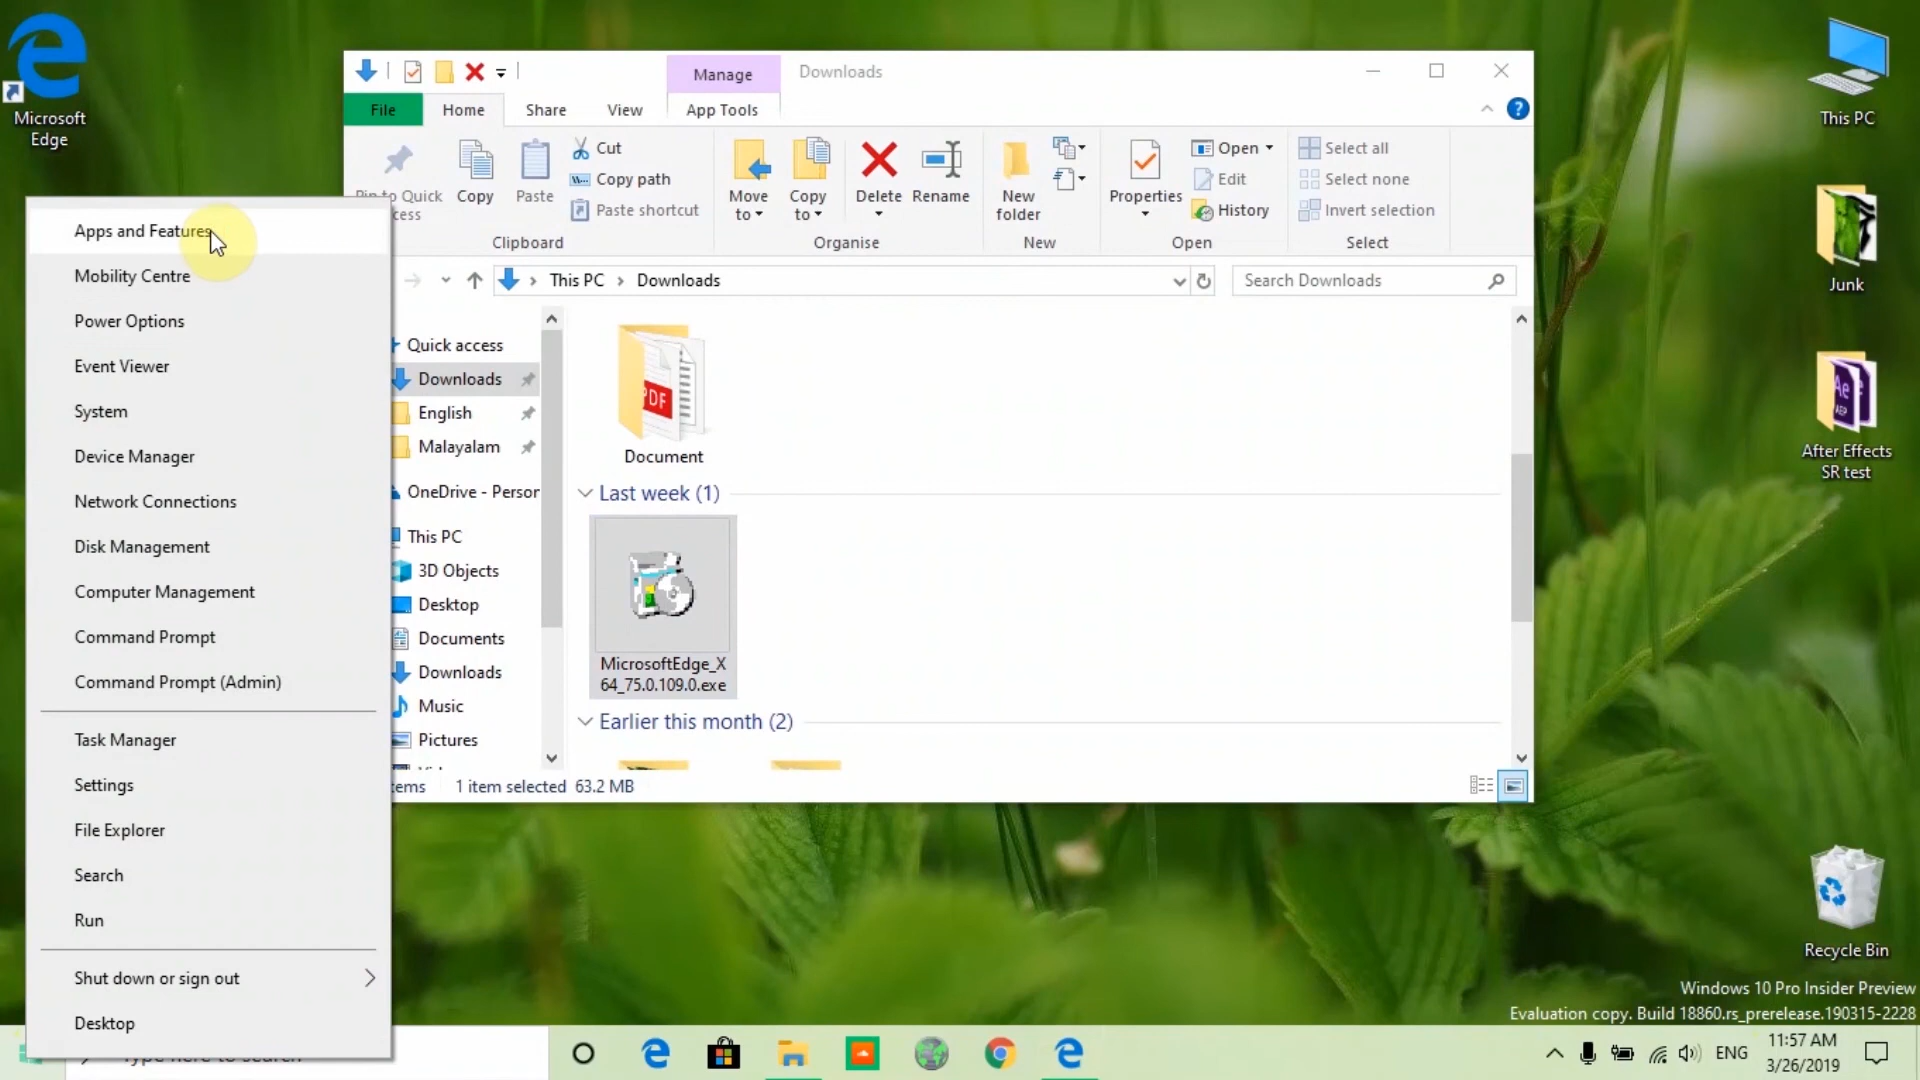 Microsoft
Edge
This PC
Junk
After Effects
SR test
Recycle Bin
Manage
Downloads
File
Home
Share
View
App Tools
Copy
Paste
Cut
Copy path
Paste shortcut
Clipboard
Move
to
Copy
to
Delete
Rename
Organise
New
folder
New
Properties
Open
Edit
History
Open
Select all
Select none
Invert selection
Select
This PC
Downloads
Search Downloads
Quick access
Downloads
English
Malayalam
OneDrive - Person
This PC
3D Objects
Desktop
Documents
Downloads
Music
Pictures
PDF
Document
Last week (1)
MicrosoftEdge_X
64_75.0.109.0.exe
Earlier this month (2)
1 item selected 63.2 MB
Apps and Features
Mobility Centre
Power Options
Event Viewer
System
Device Manager
Network Connections
Disk Management
Computer Management
Command Prompt
Command Prompt (Admin)
Task Manager
Settings
File Explorer
Search
Run
Shut down or sign out
Desktop
Windows 10 Pro Insider Preview
Evaluation copy. Build 18860.rs_prerelease.190315-2228
ENG
11:57 AM
3/26/2019